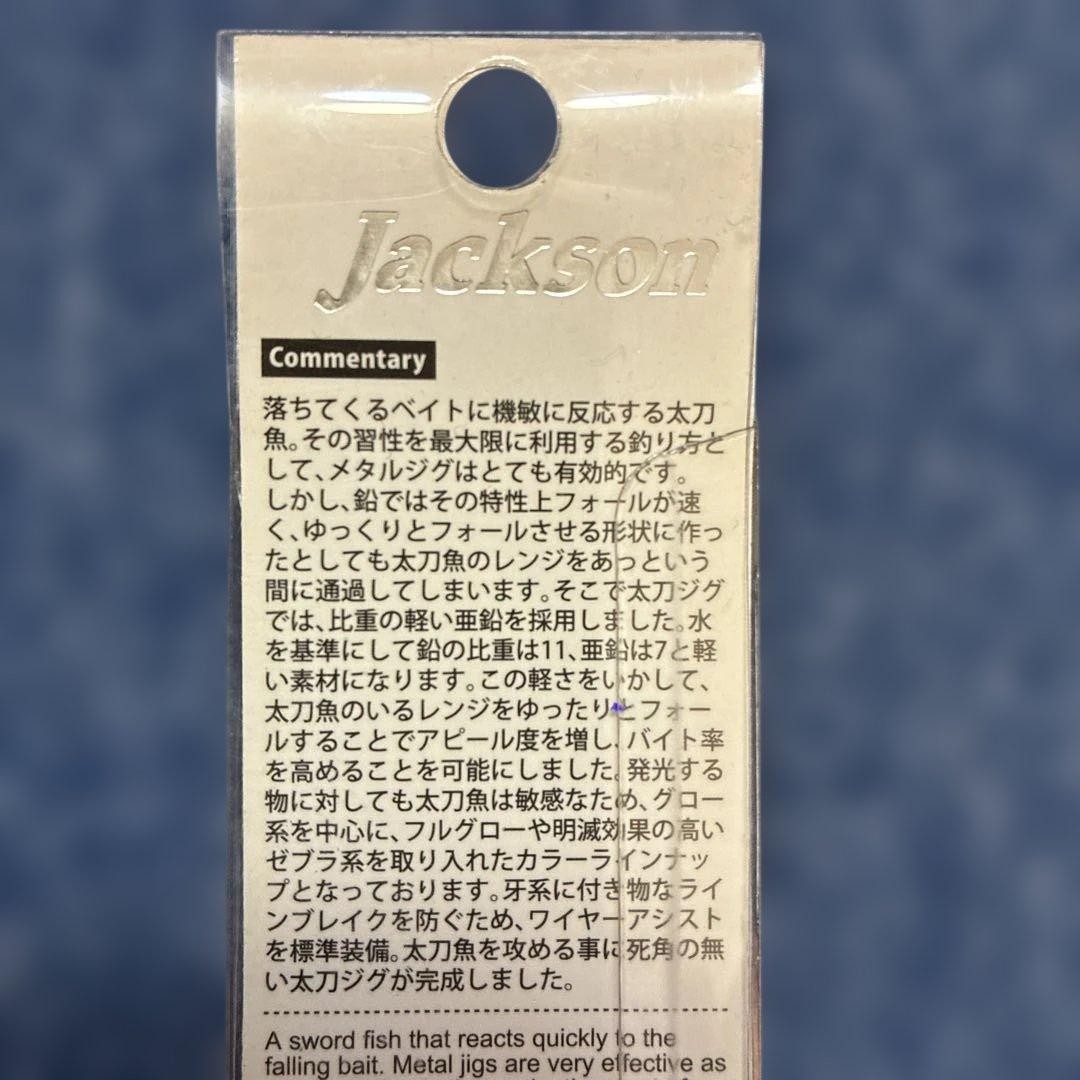 Jackson
Commentary
落ちてくるベイトに機敏に反応する太刀
魚。その習性を最大限に利用する釣り方と
して、メタルジグはとても有効的です。
しかし、鉛ではその特性上フォールが速
く、ゆっくりとフォールさせる形状に作っ
たとしても太刀魚のレンジをあっという
間に通過してしまいます。そこで太刀ジグ
では、比重の軽い亜鉛を採用しました。水
を基準にして鉛の比重は11、亜鉛は7と軽
い素材になります。この軽さをいかして、
太刀魚のいるレンジをゆったりとフォー
ルすることでアピール度を増し、バイト率
を高めることを可能にしました。発光する
物に対しても太刀魚は敏感なため、グロー
系を中心に、フルグローや明滅効果の高い
ゼブラ系を取り入れたカラーラインナッ
プとなっております。牙系に付き物なライ
ンブレイクを防ぐため、ワイヤーアシスト
を標準装備。太刀魚を攻める事に死角の無
い太刀ジグが完成しました。
A sword fish that reacts quickly to the
falling bait. Metal jigs are very effective as